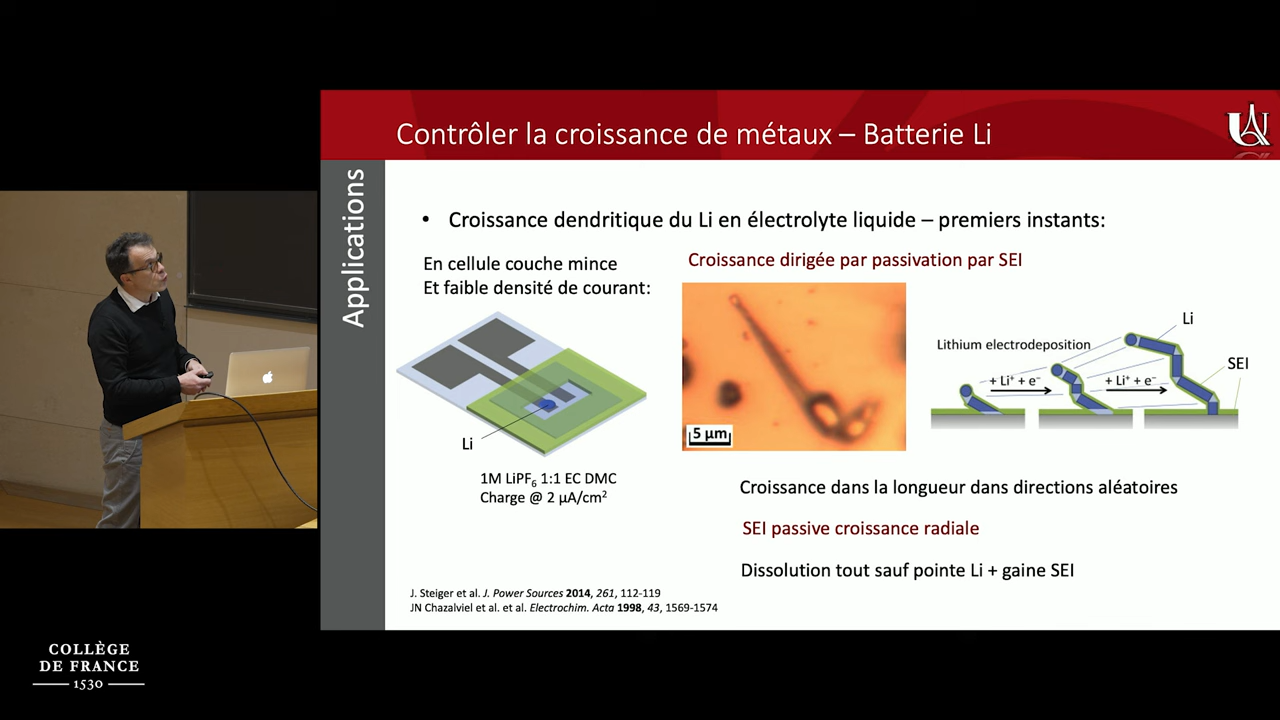 Contrôler la croissance de métaux – Batterie Li
Applications
• Croissance dendritique du Li en électrolyte liquide – premiers instants:
En cellule couche mince
Et faible densité de courant:
Li
1M LiPF₆ 1:1 EC DMC
Charge @ 2 µA/cm²
Croissance dirigée par passivation par SEI
5 µm
Lithium electrodeposition
+ Li⁺ + e⁻
+ Li⁺ + e⁻
Li
SEI
Croissance dans la longueur dans directions aléatoires
SEI passive croissance radiale
Dissolution tout sauf pointe Li + gaine SEI
J. Steiger et al. J. Power Sources 2014, 261, 112-119
JN Chazalviel et al. et al. Electrochim. Acta 1998, 43, 1569-1574
COLLÈGE
DE FRANCE
1530